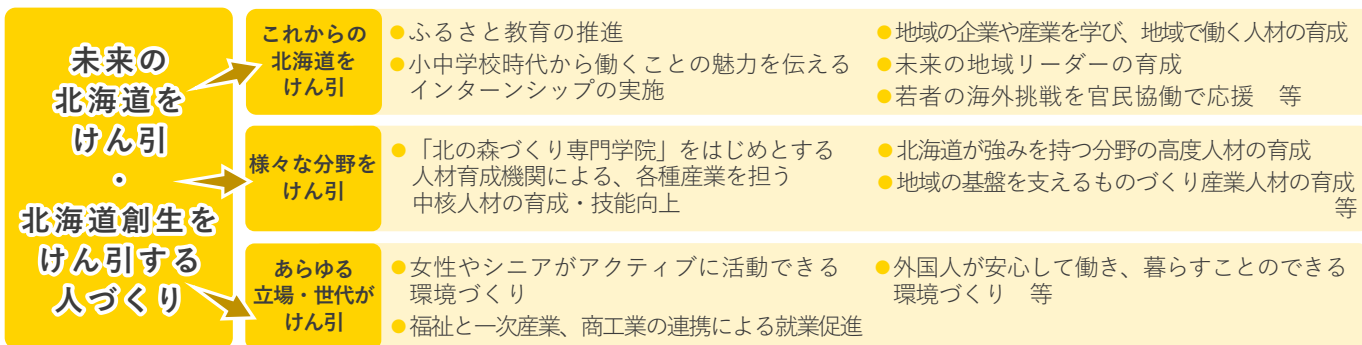 未来の
北海道を
けん引
・
北海道創生を
けん引する
人づくり
これからの
北海道を
けん引
●ふるさと教育の推進
●小中学校時代から働くことの魅力を伝える
インターンシップの実施
●地域の企業や産業を学び、地域で働く人材の育成
●未来の地域リーダーの育成
●若者の海外挑戦を官民協働で応援　等
様々な分野を
けん引
●「北の森づくり専門学院」をはじめとする
人材育成機関による、各種産業を担う
中核人材の育成・技能向上
●北海道が強みを持つ分野の高度人材の育成
●地域の基盤を支えるものづくり産業人材の育成
等
あらゆる
立場・世代が
けん引
●女性やシニアがアクティブに活動できる
環境づくり
●福祉と一次産業、商工業の連携による就業促進
●外国人が安心して働き、暮らすことのできる
環境づくり　等